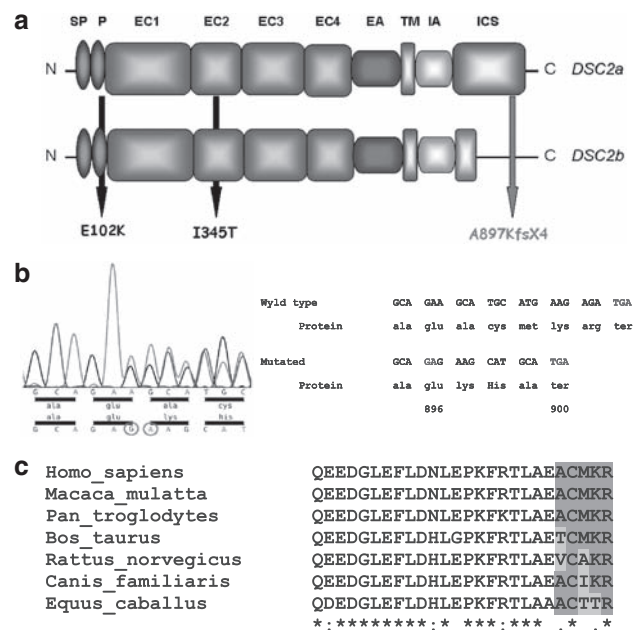 a
SP P EC1 EC2 EC3 EC4 EA TM IA ICS
N C DSC2a
N C DSC2b
E102K I345T A897KfsX4
b
Wyld type GCA GAA GCA TGC ATG AAG AGA TGA
Protein ala glu ala cys met lys arg ter
Mutated GCA GAG AAG CAT GCA TGA
Protein ala glu lys His ala ter
896 900
G C A G A A G C A T G C
ala glu ala cys
ala glu lys his
G C A G A G A A G C A T
c
Homo_sapiens QEEDGLEFLDNLEPKFRTLAEACMKR
Macaca_mulatta QEEDGLEFLDNLEPKFRTLAEACMKR
Pan_troglodytes QEEDGLEFLDNLEPKFKTLAEACMKR
Bos_taurus QEEDGLEFLDHLGPKFRTLAETCMKR
Rattus_norvegicus QEEDGLEFLDHLEPKFRTLAEVCAKR
Canis_familiaris QEEDGLEFLDHLEPKFRTLAEACIKR
Equus_caballus QDEDGLEFLDNLEPKFRTLAAACTTR
*:********:* ***:*** .* .*